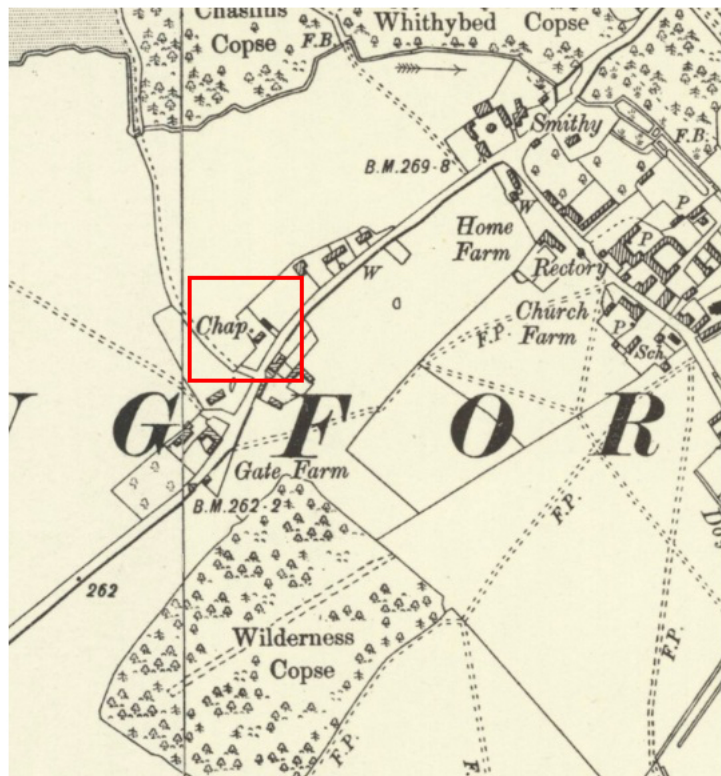 Chasing
Copse
Whithybed Copse
F.B.
Smithy
F.B.
B.M.269·8
W
P
Home
Farm
P
Rectory
W
Chap.
Church
Farm
F.P.
P
Sch.
G F O R
Gate Farm
B.M.262·2
F.P.
262
Wilderness
Copse
F.P.
F.P.
F.